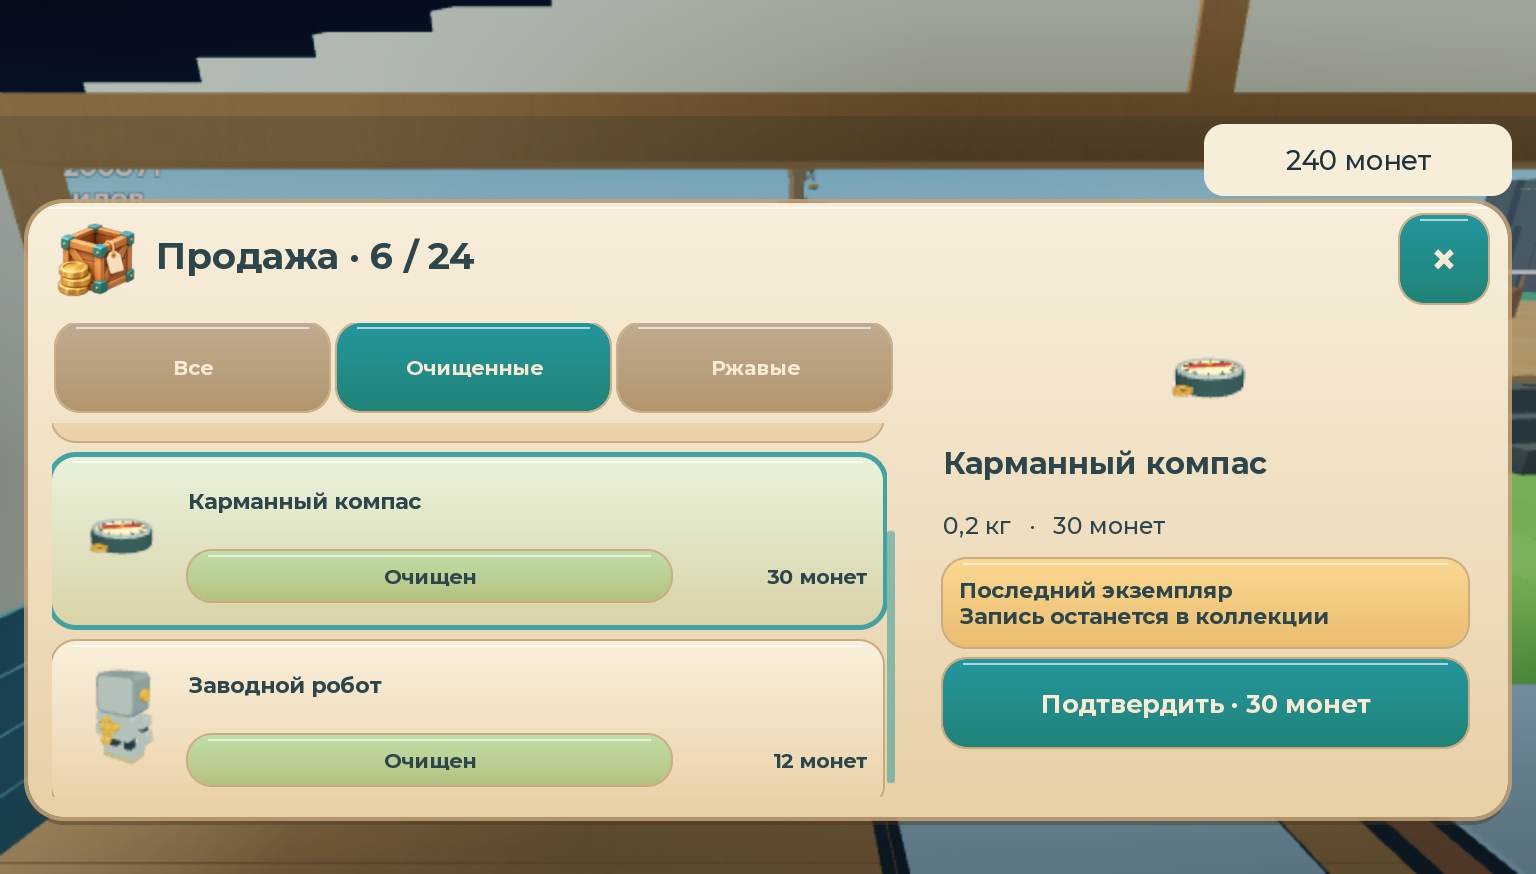 240 монет
Продажа · 6 / 24
×
Все
Очищенные
Ржавые
Карманный компас
Очищен
30 монет
Заводной робот
Очищен
12 монет
Карманный компас
0,2 кг · 30 монет
Последний экземпляр
Запись останется в коллекции
Подтвердить · 30 монет